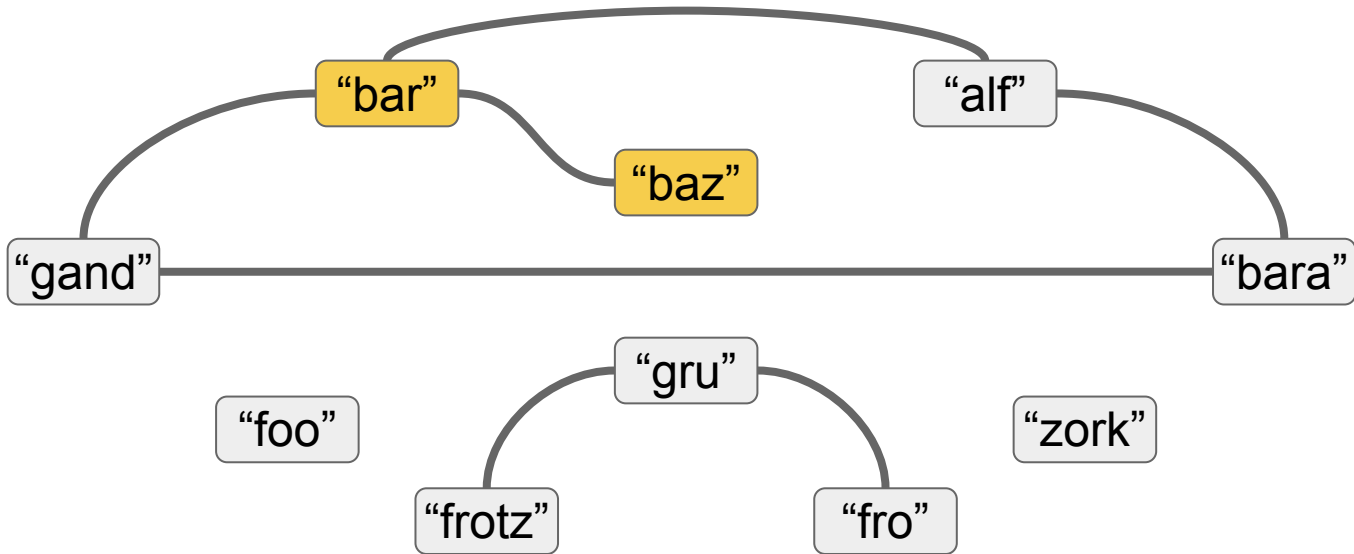 “bar”
“alf”
“baz”
“gand”
“bara”
“gru”
“foo”
“zork”
“frotz”
“fro”